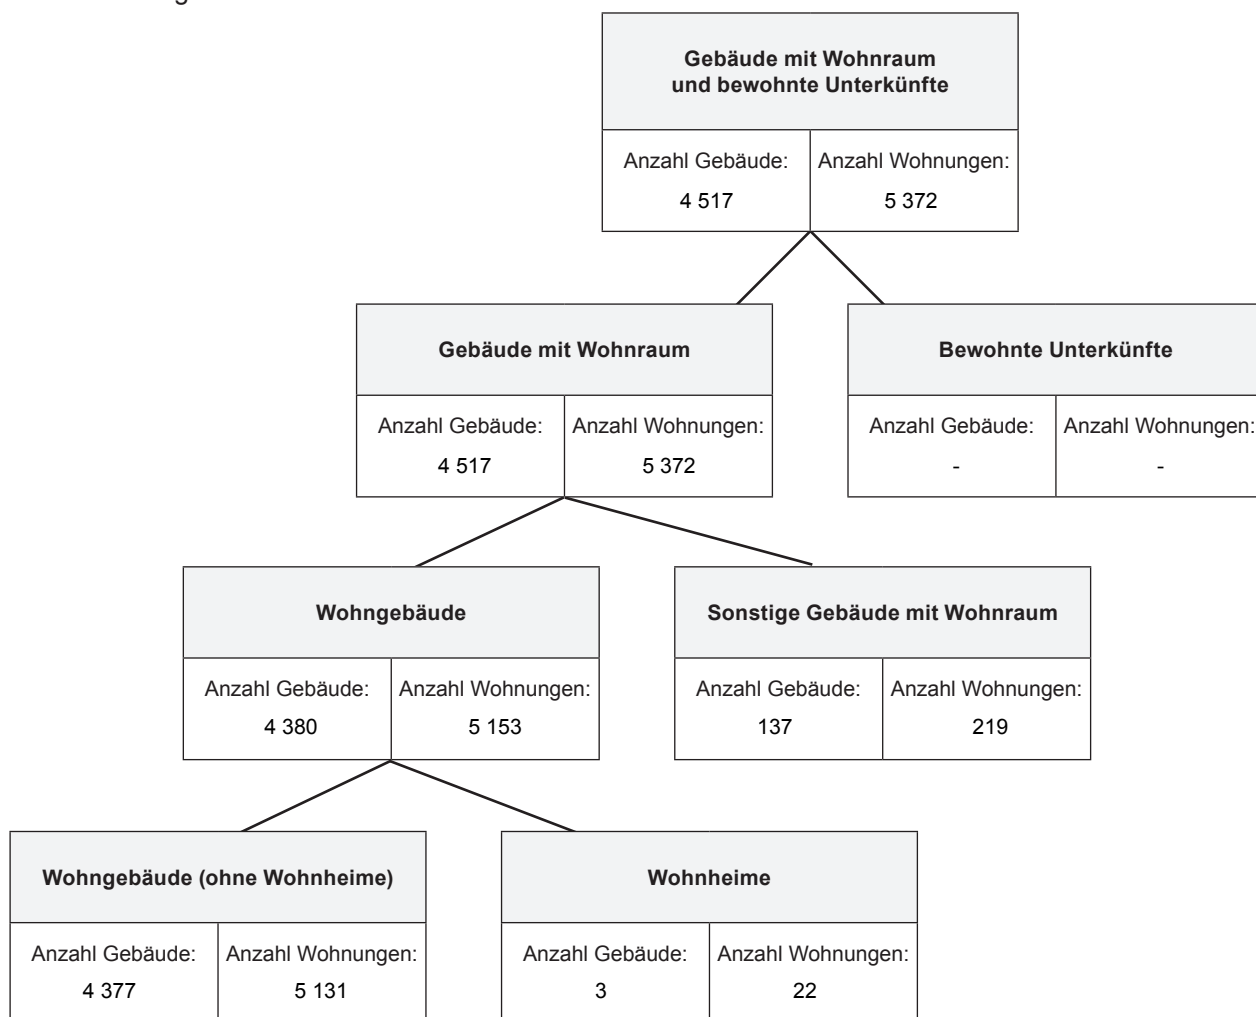 Gebäude mit Wohnraum
und bewohnte Unterkünfte
Anzahl Gebäude: Anzahl Wohnungen:
4 517 5 372
Gebäude mit Wohnraum Bewohnte Unterkünfte
Anzahl Gebäude: Anzahl Wohnungen: Anzahl Gebäude: Anzahl Wohnungen:
4 517 5 372 - -
Wohngebäude Sonstige Gebäude mit Wohnraum
Anzahl Gebäude: Anzahl Wohnungen: Anzahl Gebäude: Anzahl Wohnungen:
4 380 5 153 137 219
Wohngebäude (ohne Wohnheime) Wohnheime
Anzahl Gebäude: Anzahl Wohnungen: Anzahl Gebäude: Anzahl Wohnungen:
4 377 5 131 3 22